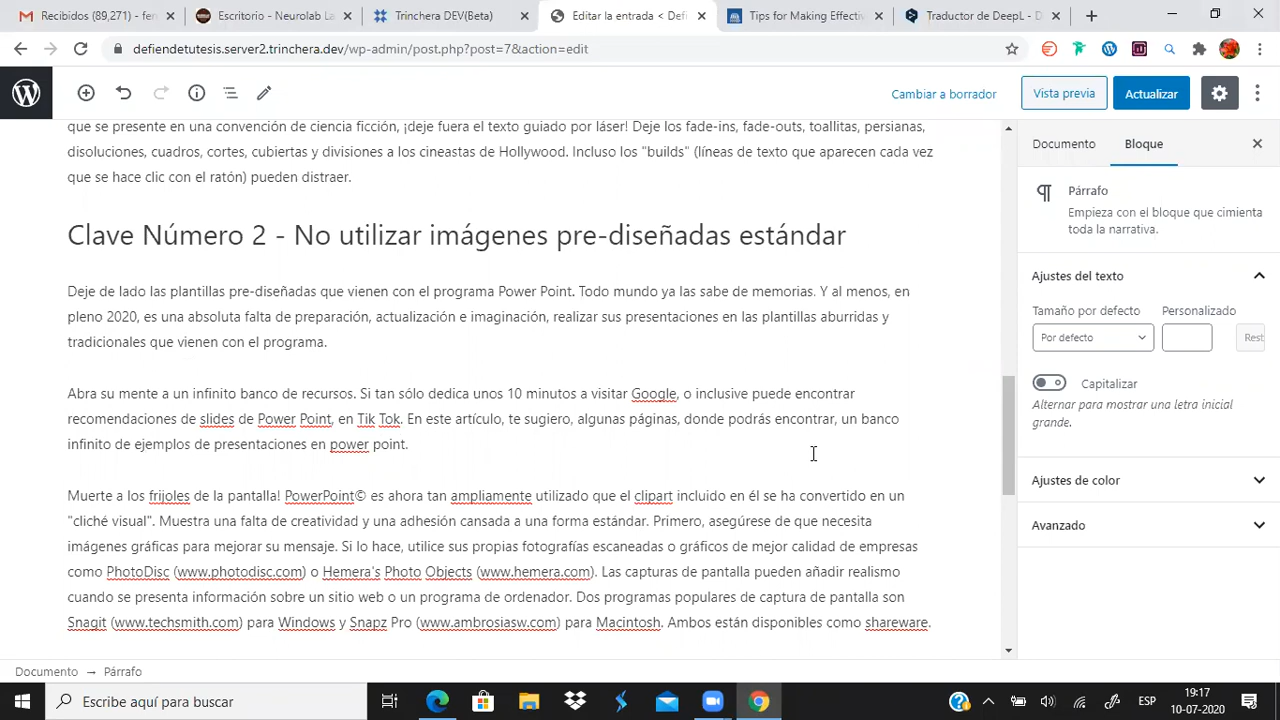 Recibidos (89,271) - fer
Escritorio - Neurolab La
Trinchera DEV(Beta)
Editar la entrada < Defi
Tips for Making Effectiv
Traductor de DeepL - D
defiendetutesis.server2.trinchera.dev/wp-admin/post.php?post=7&action=edit
Cambiar a borrador
Vista previa
Actualizar
que se presente en una convención de ciencia ficción, ¡deje fuera el texto guiado por láser! Deje los fade-ins, fade-outs, toallitas, persianas,
disoluciones, cuadros, cortes, cubiertas y divisiones a los cineastas de Hollywood. Incluso los "builds" (líneas de texto que aparecen cada vez
que se hace clic con el ratón) pueden distraer.
Clave Número 2 - No utilizar imágenes pre-diseñadas estándar
Deje de lado las plantillas pre-diseñadas que vienen con el programa Power Point. Todo mundo ya las sabe de memorias. Y al menos, en
pleno 2020, es una absoluta falta de preparación, actualización e imaginación, realizar sus presentaciones en las plantillas aburridas y
tradicionales que vienen con el programa.
Abra su mente a un infinito banco de recursos. Si tan sólo dedica unos 10 minutos a visitar Google, o inclusive puede encontrar
recomendaciones de slides de Power Point, en Tik Tok. En este artículo, te sugiero, algunas páginas, donde podrás encontrar, un banco
infinito de ejemplos de presentaciones en power point.
Muerte a los frijoles de la pantalla! PowerPoint© es ahora tan ampliamente utilizado que el clipart incluido en él se ha convertido en un
"cliché visual". Muestra una falta de creatividad y una adhesión cansada a una forma estándar. Primero, asegúrese de que necesita
imágenes gráficas para mejorar su mensaje. Si lo hace, utilice sus propias fotografías escaneadas o gráficos de mejor calidad de empresas
como PhotoDisc (www.photodisc.com) o Hemera's Photo Objects (www.hemera.com). Las capturas de pantalla pueden añadir realismo
cuando se presenta información sobre un sitio web o un programa de ordenador. Dos programas populares de captura de pantalla son
Snagit (www.techsmith.com) para Windows y Snapz Pro (www.ambrosiasw.com) para Macintosh. Ambos están disponibles como shareware.
Documento
Bloque
Párrafo
Empieza con el bloque que cimienta
toda la narrativa.
Ajustes del texto
Tamaño por defecto
Personalizado
Por defecto
Rest
Capitalizar
Alternar para mostrar una letra inicial
grande.
Ajustes de color
Avanzado
Documento → Párrafo
Escribe aquí para buscar
ESP
19:17
10-07-2020